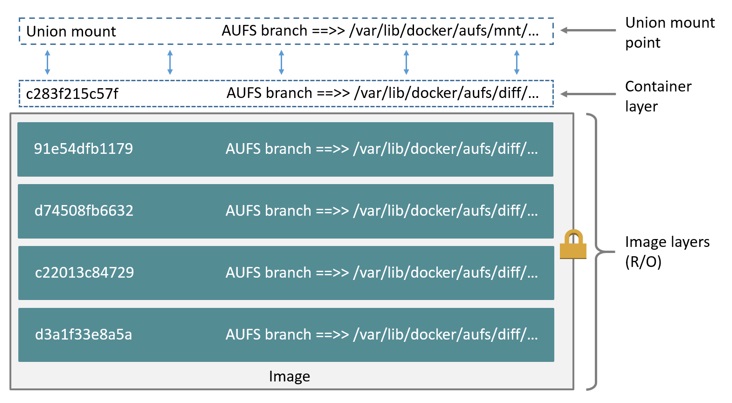 Union mount AUFS branch ==>> /var/lib/docker/aufs/mnt/...
Union mount
point
c283f215c57f AUFS branch ==>> /var/lib/docker/aufs/diff/...
Container
layer
91e54dfb1179 AUFS branch ==>> /var/lib/docker/aufs/diff/...
d74508fb6632 AUFS branch ==>> /var/lib/docker/aufs/diff/...
c22013c84729 AUFS branch ==>> /var/lib/docker/aufs/diff/...
d3a1f33e8a5a AUFS branch ==>> /var/lib/docker/aufs/diff/...
Image layers
(R/O)
Image